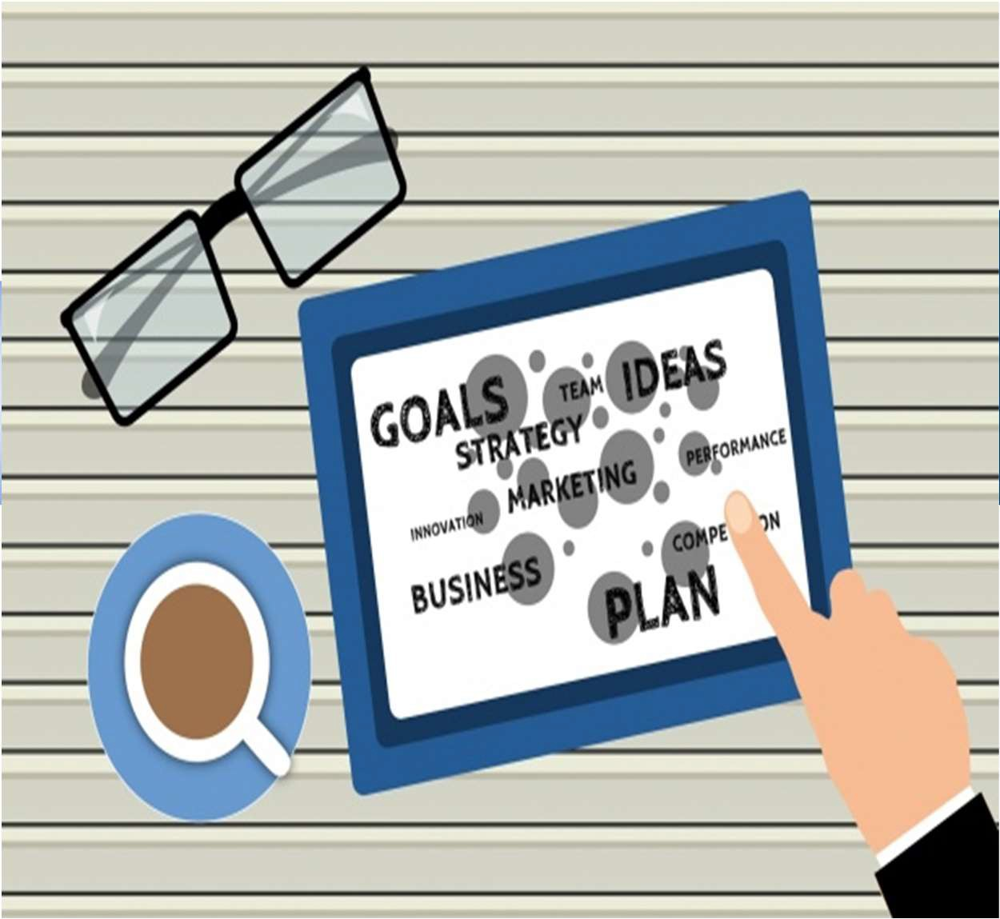 GOALS
TEAM
IDEAS
STRATEGY
PERFORMANCE
MARKETING
INNOVATION
BUSINESS
PLAN